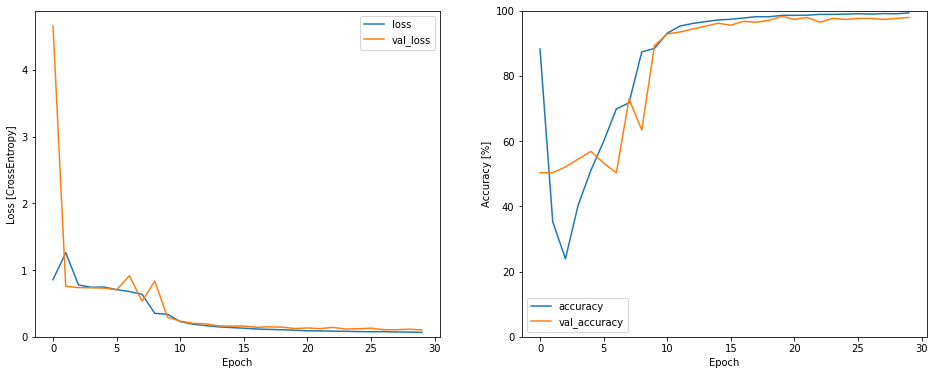 loss
val_loss
Loss [CrossEntropy]
4
3
2
1
0
0 5 10 15 20 25 30
Epoch
Accuracy [%]
100
80
60
40
20
0
accuracy
val_accuracy
0 5 10 15 20 25 30
Epoch